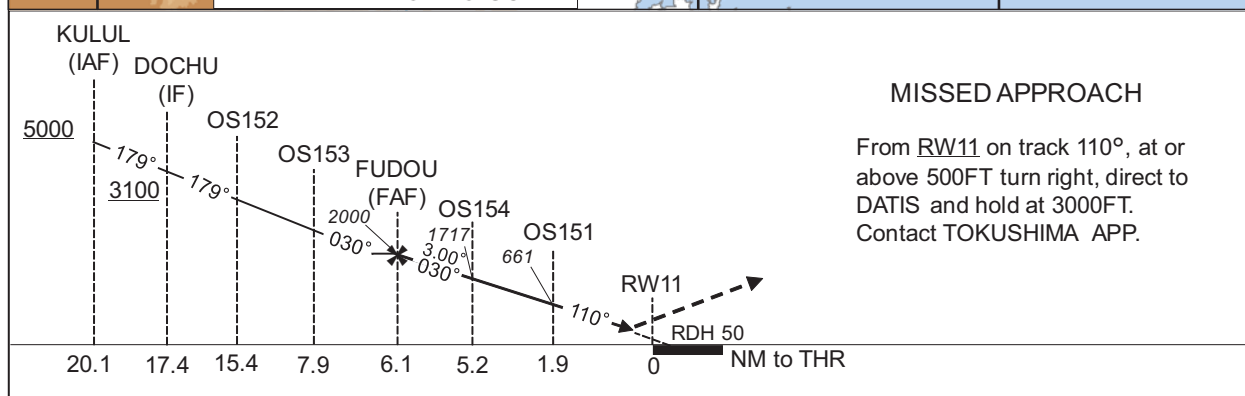 KULUL
(IAF)
DOCHU
(IF)
OS152
OS153
FUDOU
(FAF)
OS154
OS151
RW11
5000
179°
3100
179°
2000
030°
1717
3.00°
030°
661
110°
RDH 50
20.1 17.4 15.4 7.9 6.1 5.2 1.9 0 NM to THR
MISSED APPROACH
From RW11 on track 110°, at or
above 500FT turn right, direct to
DATIS and hold at 3000FT.
Contact TOKUSHIMA APP.